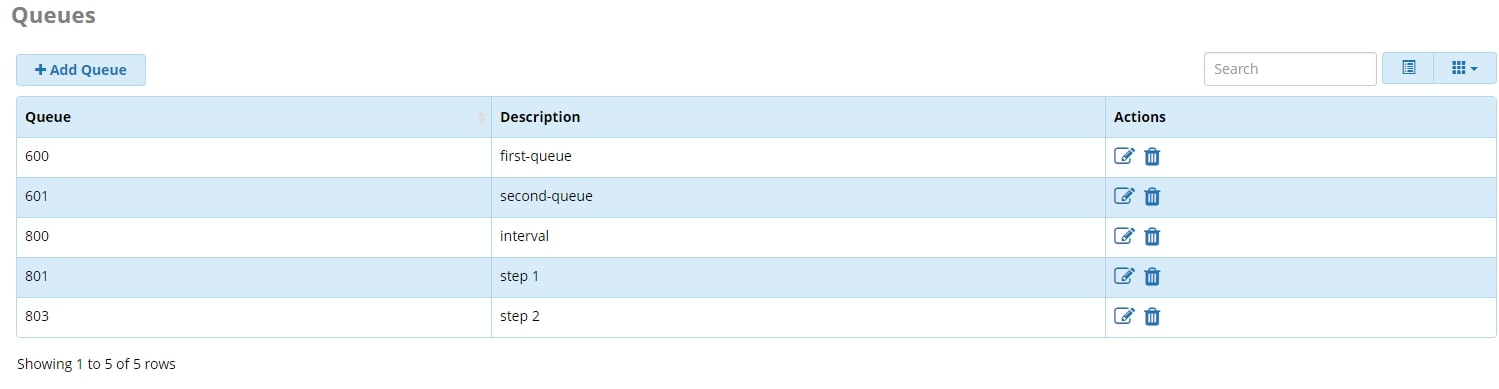 Queues
Add Queue
Search
Queue Description Actions
600 first-queue
601 second-queue
800 interval
801 step 1
803 step 2
Showing 1 to 5 of 5 rows